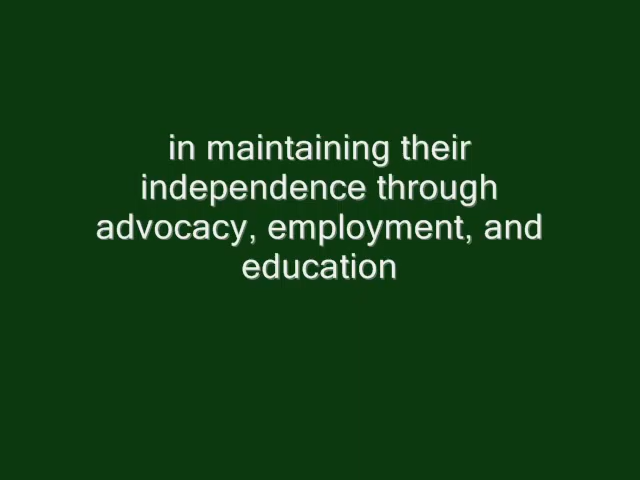 in maintaining their
independence through
advocacy, employment, and
education